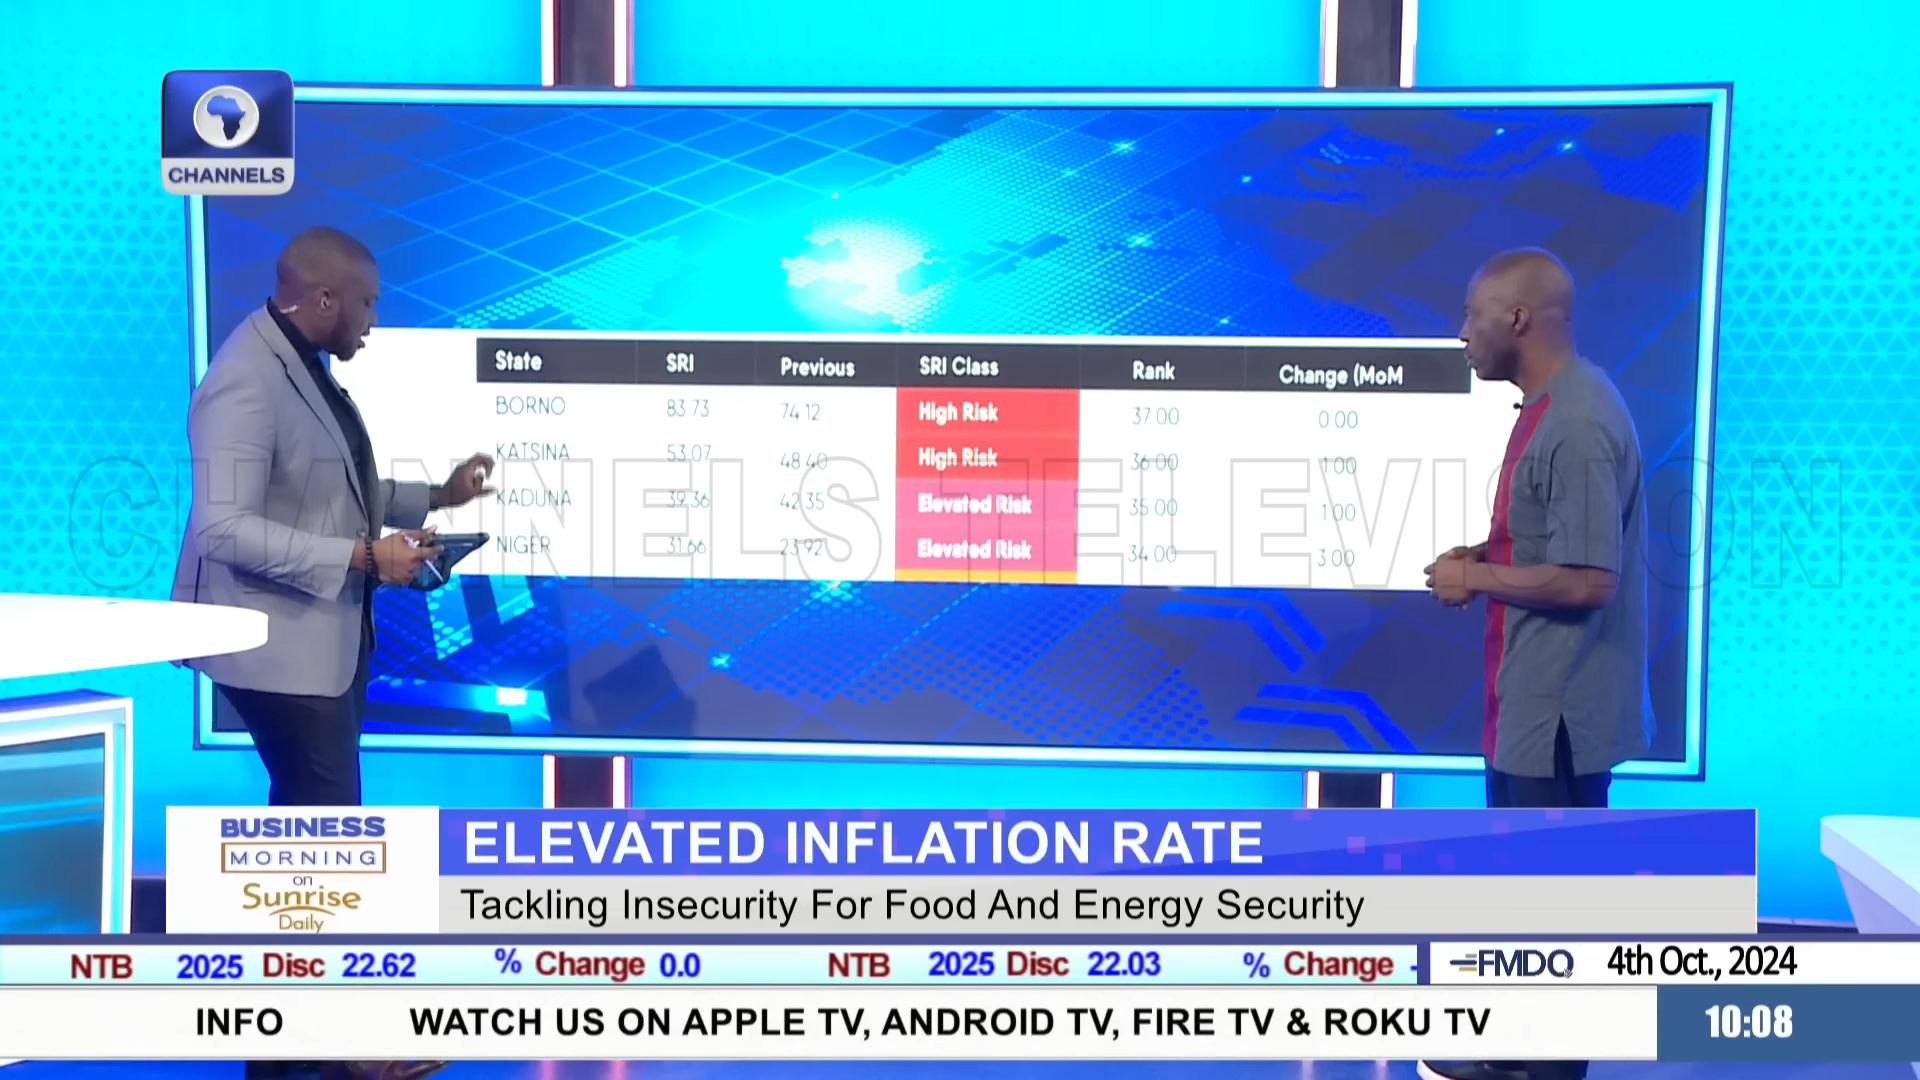 CHANNELS
State SRI Previous SRI Class Rank Change (MoM
BORNO 83 73 74 12 High Risk 37 00 0 00
KATSINA 53.07 48 40 High Risk 36 00 1 00
KADUNA 39.36 42 35 Elevated Risk 35 00 1 00
NIGER 31.66 23 92 Elevated Risk 34 00 3 00
CHANNELS TELEVISION
BUSINESS
MORNING
on
Sunrise
Daily
ELEVATED INFLATION RATE
Tackling Insecurity For Food And Energy Security
NTB 2025 Disc 22.62 % Change 0.0 NTB 2025 Disc 22.03 % Change - FMDQ 4th Oct., 2024
INFO WATCH US ON APPLE TV, ANDROID TV, FIRE TV & ROKU TV 10:08